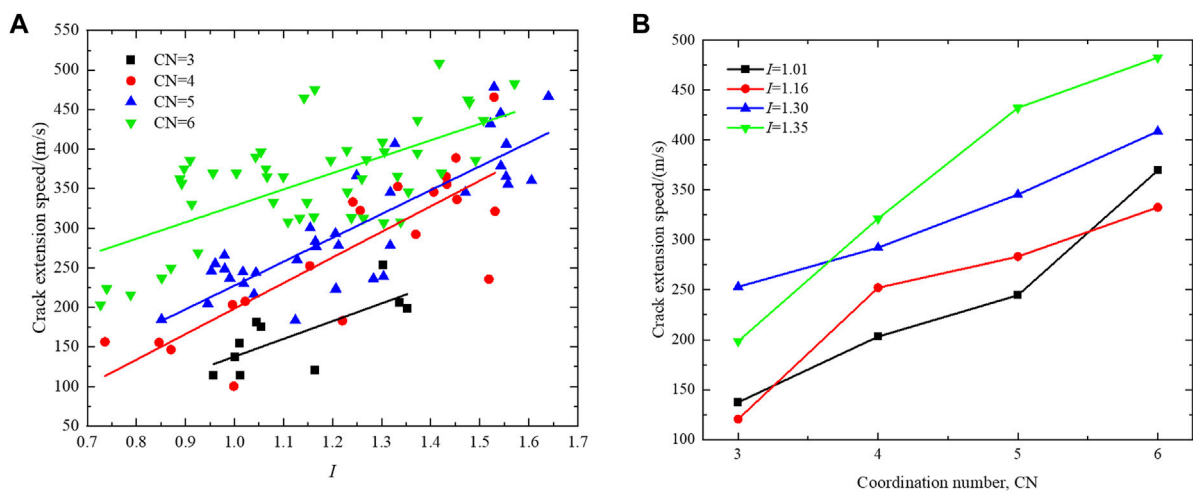 A
550
500
450
400
350
300
250
200
150
100
50
Crack extension speed/(m/s)
CN=3
CN=4
CN=5
CN=6
0.7 0.8 0.9 1.0 1.1 1.2 1.3 1.4 1.5 1.6 1.7
I
B
500
450
400
350
300
250
200
150
100
Crack extension speed/(m/s)
I=1.01
I=1.16
I=1.30
I=1.35
3 4 5 6
Coordination number, CN